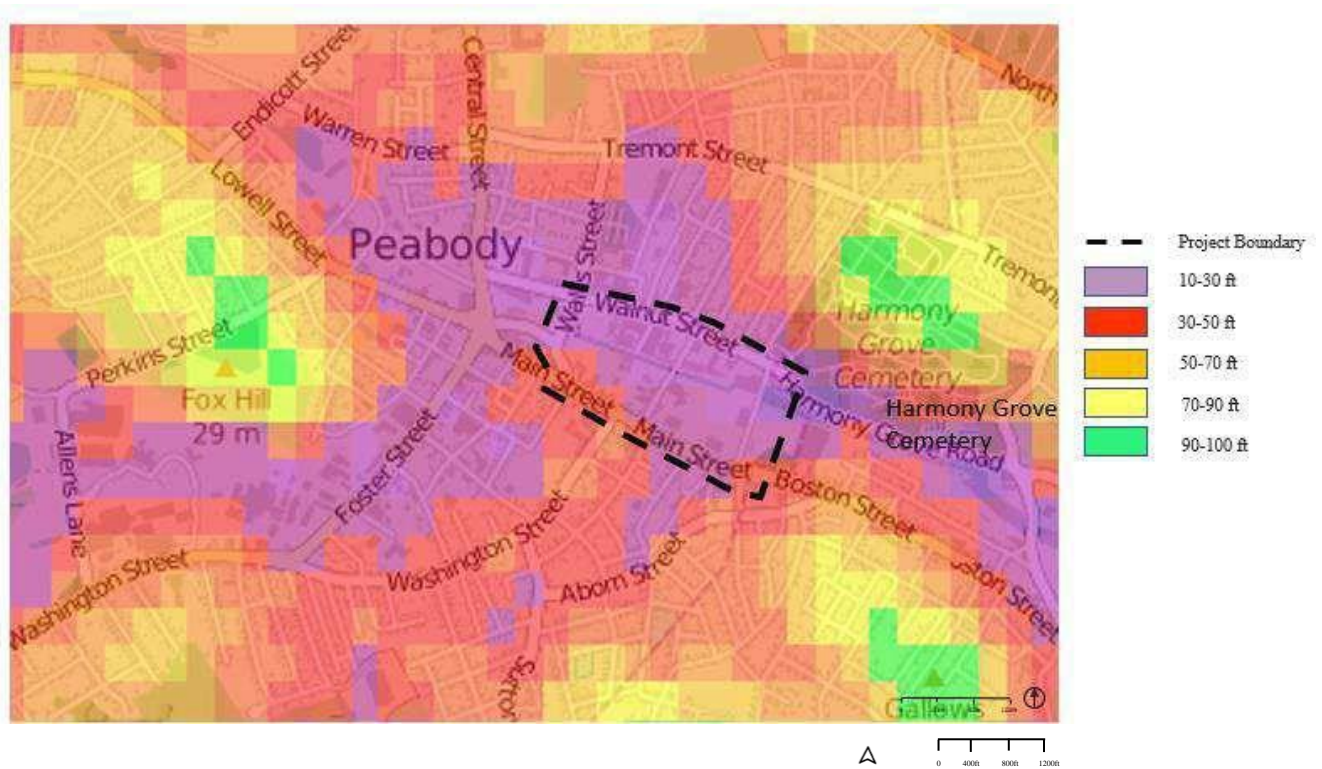 North
Endicott Street
Central Street
Warren Street
Tremont Street
Lowell Street
Peabody
Wallis Street
Walnut Street
Tremont
Harmony
Grove
Cemetery
Perkins Street
Fox Hill
29 m
Main Street
Main Street
Harmony Grove Road
Harmony Grove
Cemetery
Allens Lane
Foster Street
Boston Street
Washington Street
Washington Street
Aborn Street
Boston Street
Gallows
Project Boundary
10-30 ft
30-50 ft
50-70 ft
70-90 ft
90-100 ft
0 400ft 800ft 1200ft